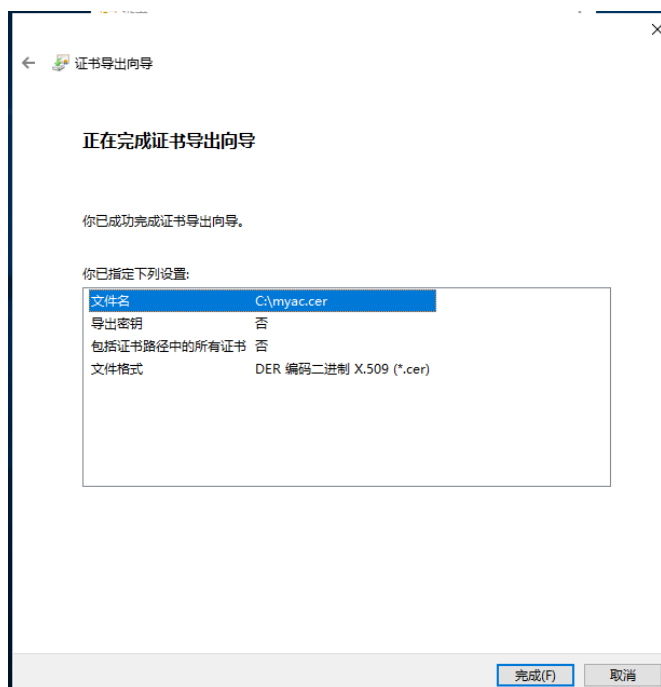 证书导出向导
正在完成证书导出向导
你已成功完成证书导出向导。
你已指定下列设置:
文件名 C:\myac.cer
导出密钥 否
包括证书路径中的所有证书 否
文件格式 DER 编码二进制 X.509 (*.cer)
完成(F) 取消